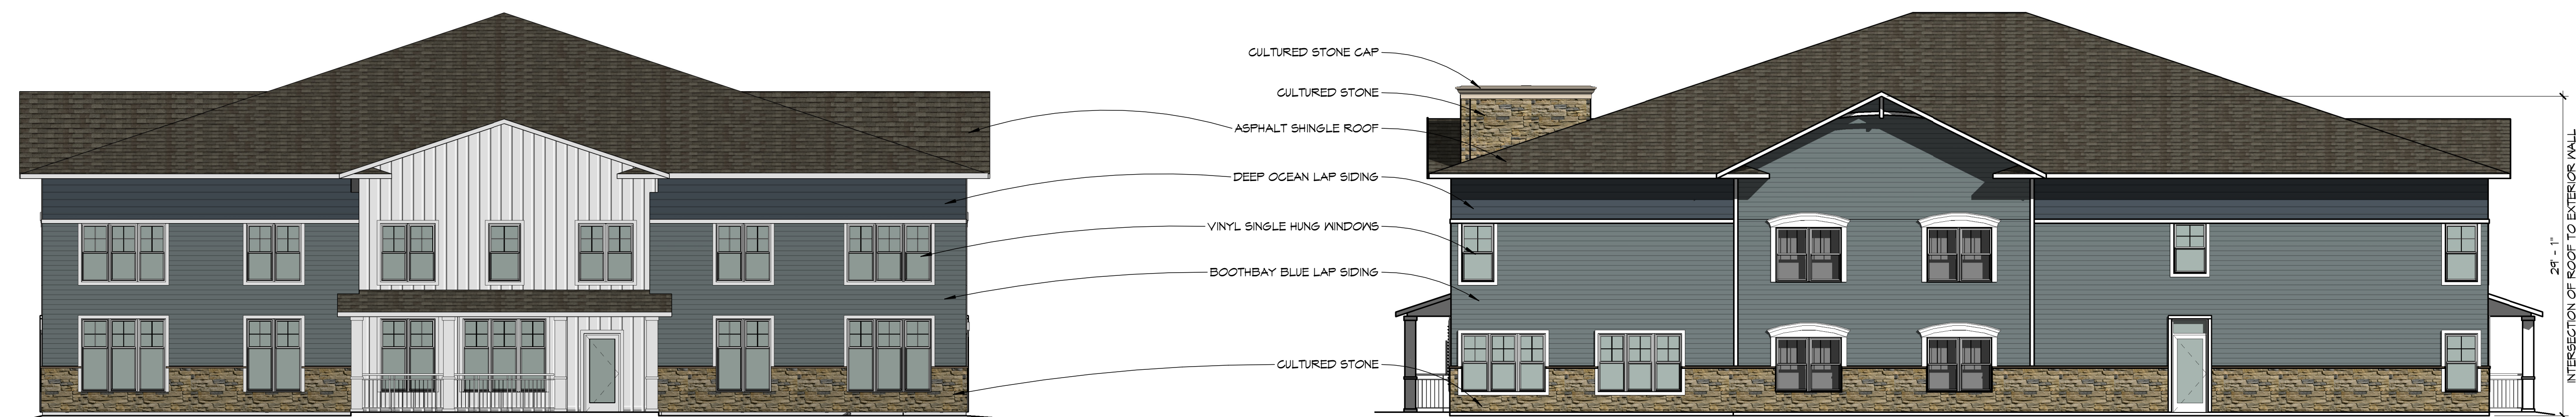 CULTURED STONE CAP
CULTURED STONE
ASPHALT SHINGLE ROOF
DEEP OCEAN LAP SIDING
VINYL SINGLE HUNG WINDOWS
BOOTHBAY BLUE LAP SIDING
CULTURED STONE
29' - 1"
INTERSECTION OF ROOF TO EXTERIOR WALL